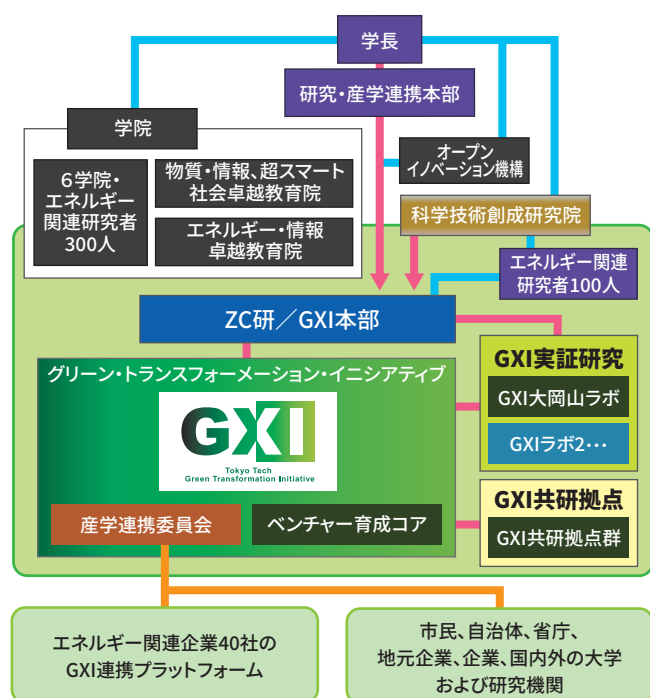 学長
研究・産学連携本部
学院
6学院・
エネルギー
関連研究者
300人
物質・情報、超スマート
社会卓越教育院
エネルギー・情報
卓越教育院
オープン
イノベーション機構
科学技術創成研究院
エネルギー関連
研究者100人
ZC研／GXI本部
グリーン・トランスフォーメーション・イニシアティブ
GXI
Tokyo Tech
Green Transformation Initiative
産学連携委員会
ベンチャー育成コア
GXI実証研究
GXI大岡山ラボ
GXIラボ2…
GXI共研拠点
GXI共研拠点群
エネルギー関連企業40社の
GXI連携プラットフォーム
市民、自治体、省庁、
地元企業、企業、国内外の大学
および研究機関